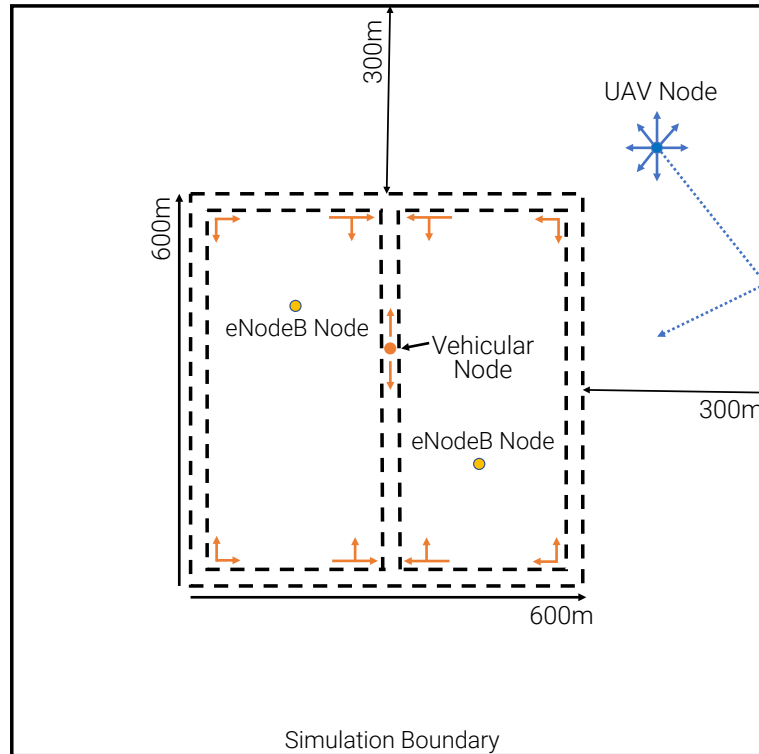 300m
UAV Node
600m
eNodeB Node
Vehicular
Node
300m
eNodeB Node
600m
Simulation Boundary